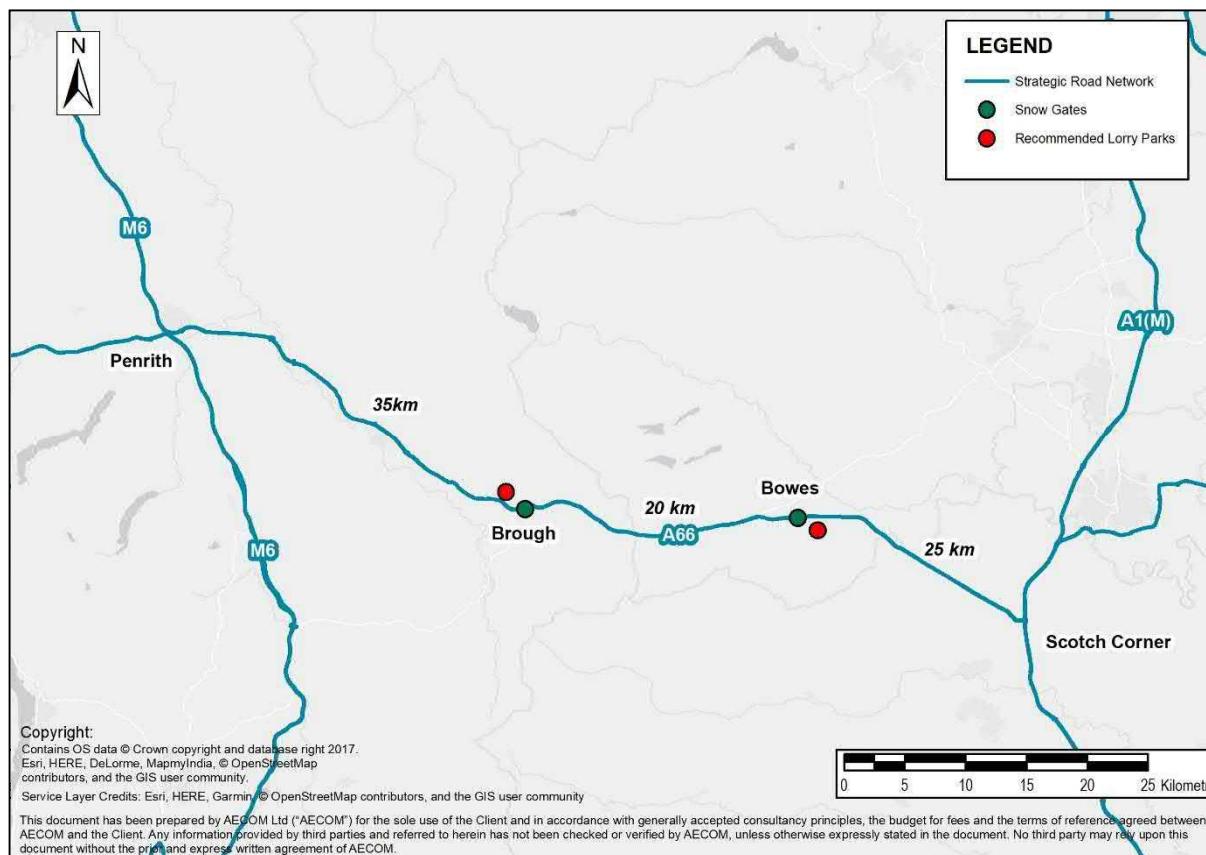 N
LEGEND
Strategic Road Network
Snow Gates
Recommended Lorry Parks
M6
A1(M)
Penrith
35km
Bowes
20 km
Brough
A66
25 km
M6
Scotch Corner
Copyright:
Contains OS data © Crown copyright and database right 2017.
Esri, HERE, DeLorme, MapmyIndia, © OpenStreetMap
contributors, and the GIS user community.
Service Layer Credits: Esri, HERE, Garmin, © OpenStreetMap contributors, and the GIS user community
0 5 10 15 20 25 Kilomet
This document has been prepared by AECOM Ltd ("AECOM") for the sole use of the Client and in accordance with generally accepted consultancy principles, the budget for fees and the terms of reference agreed between
AECOM and the Client. Any information provided by third parties and referred to herein has not been checked or verified by AECOM, unless otherwise expressly stated in the document. No third party may rely upon this
document without the prior and express written agreement of AECOM.